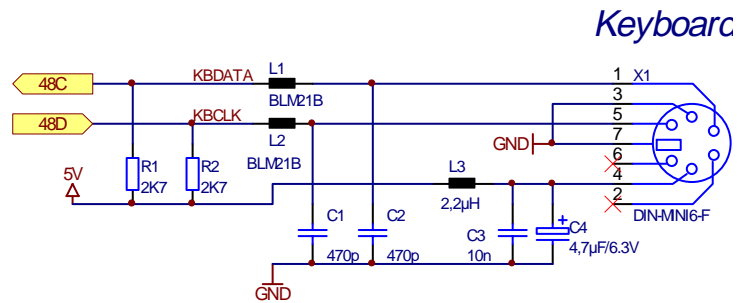 Keyboard
48C
KBDATA
L1
BLM21B
1
X1
3
48D
KBCLK
L2
BLM21B
5
GND
7
6
5V
R1
2K7
R2
2K7
L3
2,2µH
4
2
DIN-MINI6-F
C1
470p
C2
470p
C3
10n
+
C4
4,7µF/6.3V
GND